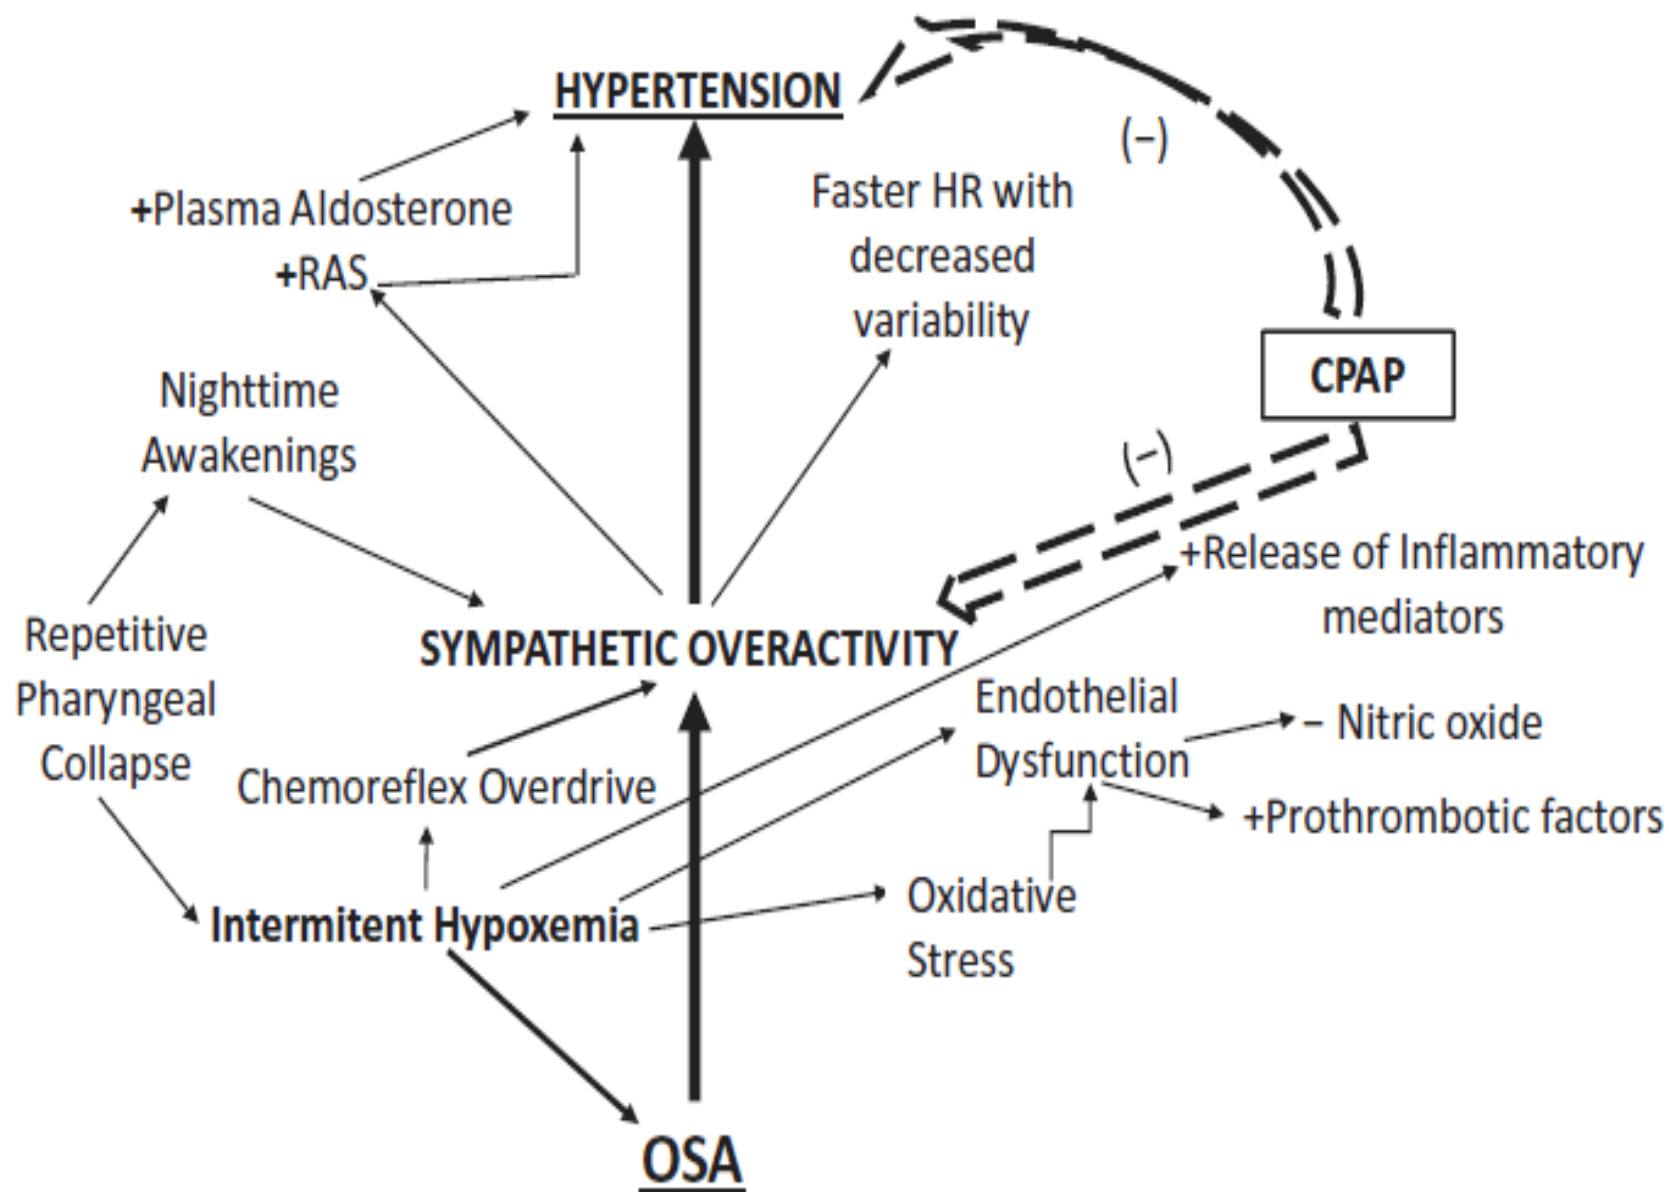 HYPERTENSION
(−)
+Plasma Aldosterone
+RAS
Faster HR with
decreased
variability
CPAP
Nighttime
Awakenings
(−)
+Release of Inflammatory
mediators
Repetitive
Pharyngeal
Collapse
SYMPATHETIC OVERACTIVITY
Endothelial
Dysfunction
− Nitric oxide
+Prothrombotic factors
Chemoreflex Overdrive
Intermitent Hypoxemia
Oxidative
Stress
OSA